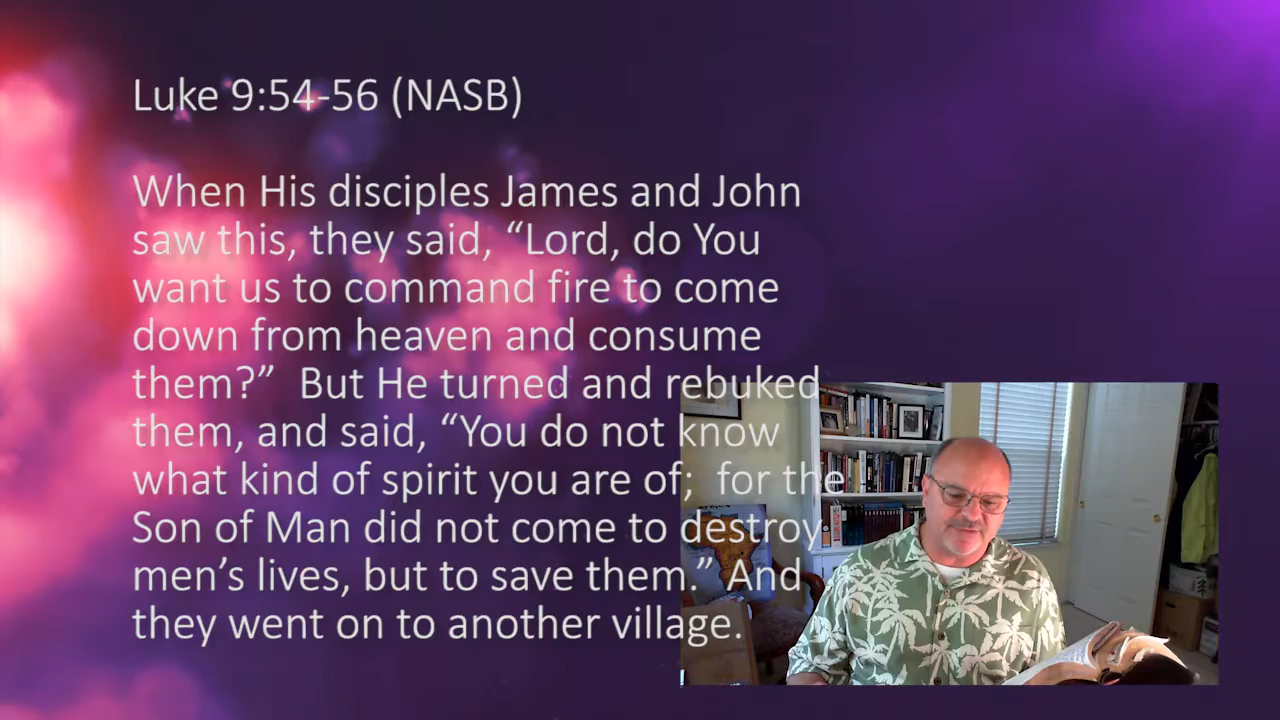 Luke 9:54-56 (NASB)
When His disciples James and John
saw this, they said, “Lord, do You
want us to command fire to come
down from heaven and consume
them?”  But He turned and rebuked
them, and said, “You do not know
what kind of spirit you are of;  for the
Son of Man did not come to destroy
men’s lives, but to save them.” And
they went on to another village.